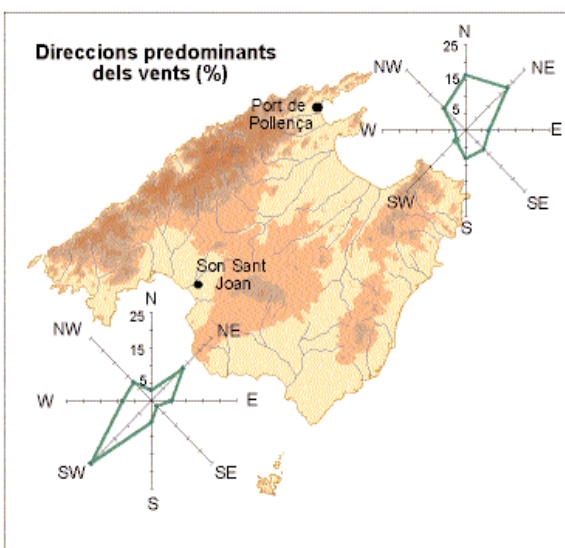 Direccions predominants
dels vents (%)
Port de
Pollença
N
25
15
5
NW
NE
W
E
SW
SE
S
Son Sant
Joan
N
25
15
5
NW
NE
W
E
SW
SE
S